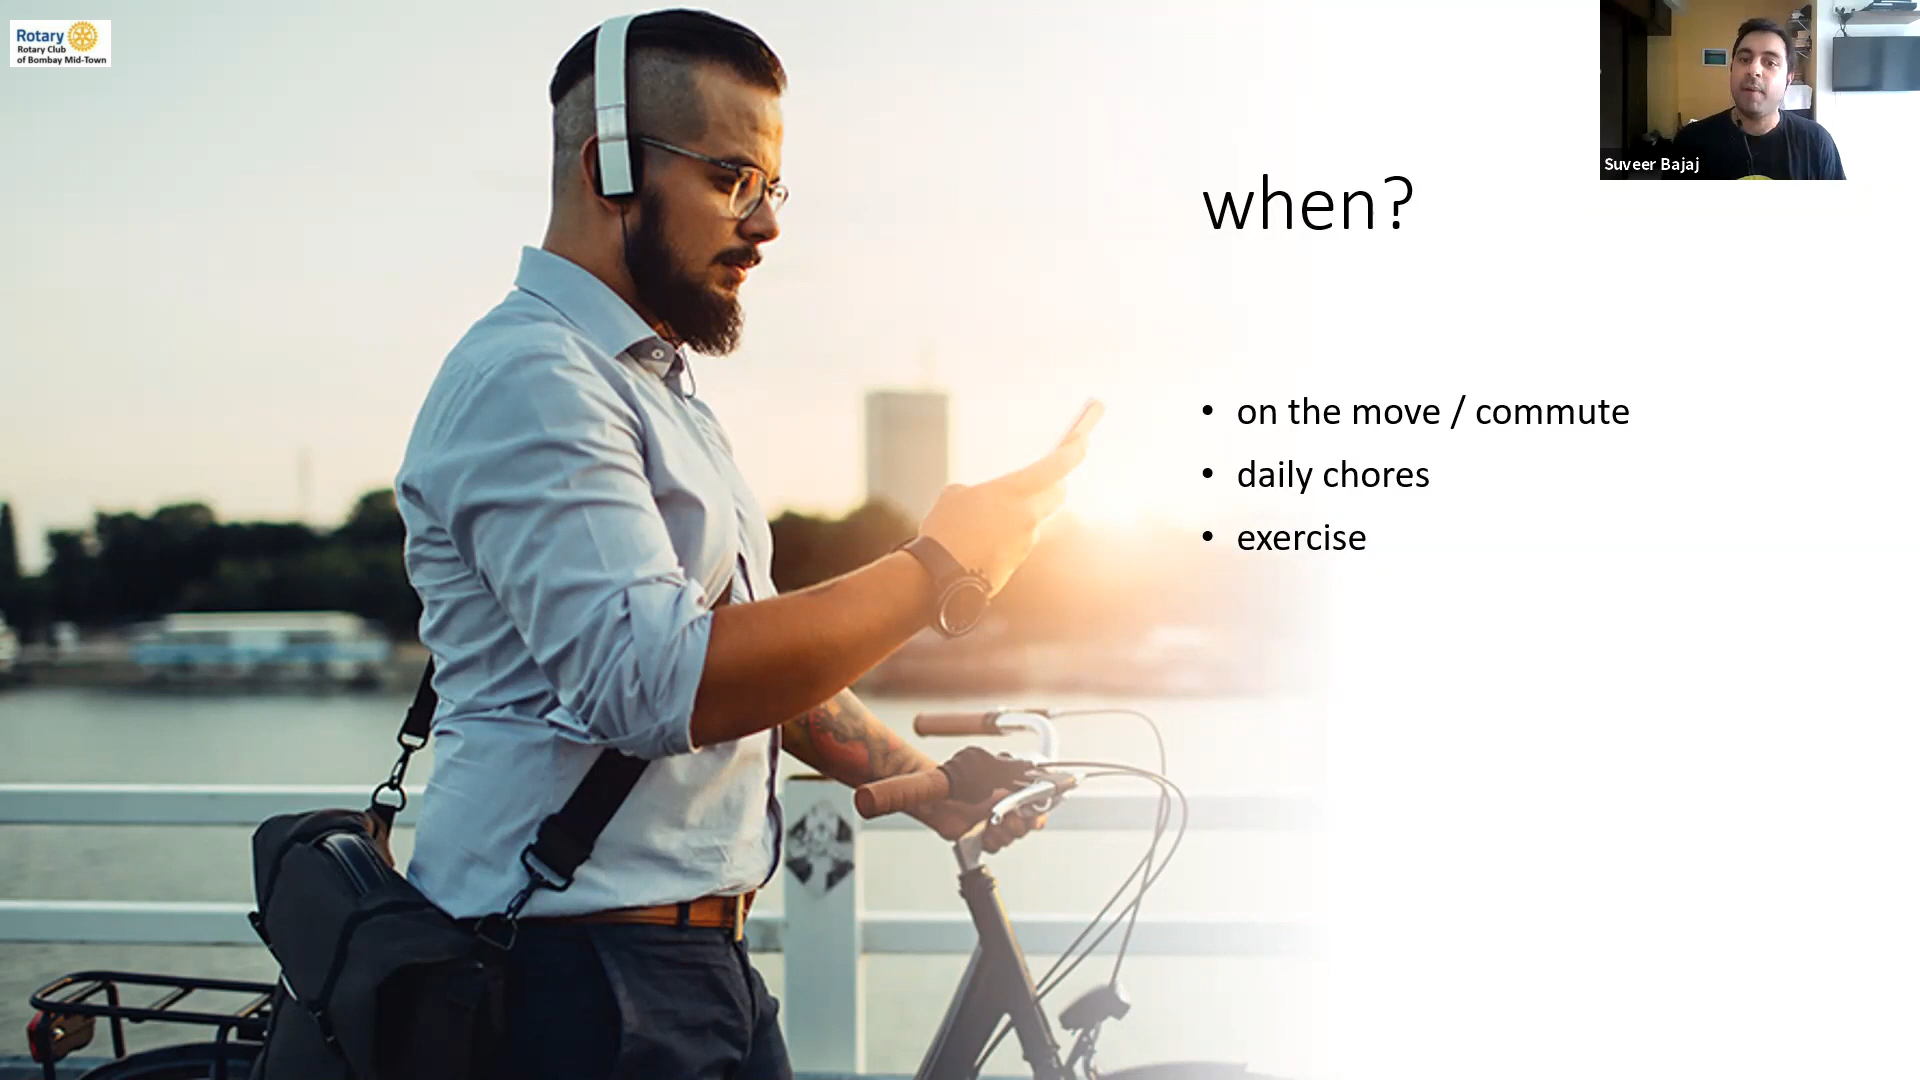 Rotary
Rotary Club
of Bombay Mid-Town
Suveer Bajaj
when?
• on the move / commute
• daily chores
• exercise